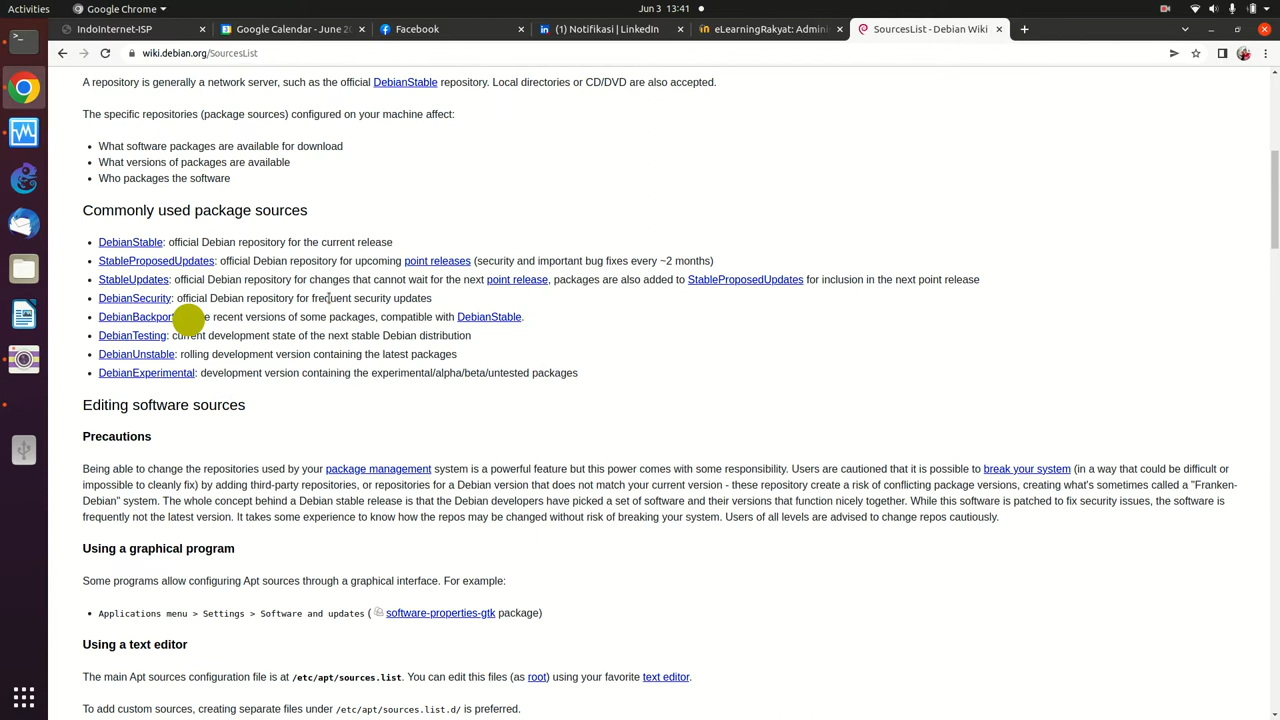 Activities
Google Chrome
Jun 3 13:41
IndoInternet-ISP
Google Calendar - June 20
Facebook
(1) Notifikasi | LinkedIn
eLearningRakyat: Admini
SourcesList - Debian Wiki
wiki.debian.org/SourcesList
A repository is generally a network server, such as the official DebianStable repository. Local directories or CD/DVD are also accepted.
The specific repositories (package sources) configured on your machine affect:
What software packages are available for download
What versions of packages are available
Who packages the software
Commonly used package sources
DebianStable: official Debian repository for the current release
StableProposedUpdates: official Debian repository for upcoming point releases (security and important bug fixes every ~2 months)
StableUpdates: official Debian repository for changes that cannot wait for the next point release, packages are also added to StableProposedUpdates for inclusion in the next point release
DebianSecurity: official Debian repository for frequent security updates
DebianBackport recent versions of some packages, compatible with DebianStable.
DebianTesting: current development state of the next stable Debian distribution
DebianUnstable: rolling development version containing the latest packages
DebianExperimental: development version containing the experimental/alpha/beta/untested packages
Editing software sources
Precautions
Being able to change the repositories used by your package management system is a powerful feature but this power comes with some responsibility. Users are cautioned that it is possible to break your system (in a way that could be difficult or
impossible to cleanly fix) by adding third-party repositories, or repositories for a Debian version that does not match your current version - these repository create a risk of conflicting package versions, creating what's sometimes called a "Franken-
Debian" system. The whole concept behind a Debian stable release is that the Debian developers have picked a set of software and their versions that function nicely together. While this software is patched to fix security issues, the software is
frequently not the latest version. It takes some experience to know how the repos may be changed without risk of breaking your system. Users of all levels are advised to change repos cautiously.
Using a graphical program
Some programs allow configuring Apt sources through a graphical interface. For example:
Applications menu > Settings > Software and updates ( software-properties-gtk package)
Using a text editor
The main Apt sources configuration file is at /etc/apt/sources.list. You can edit this files (as root) using your favorite text editor.
To add custom sources, creating separate files under /etc/apt/sources.list.d/ is preferred.